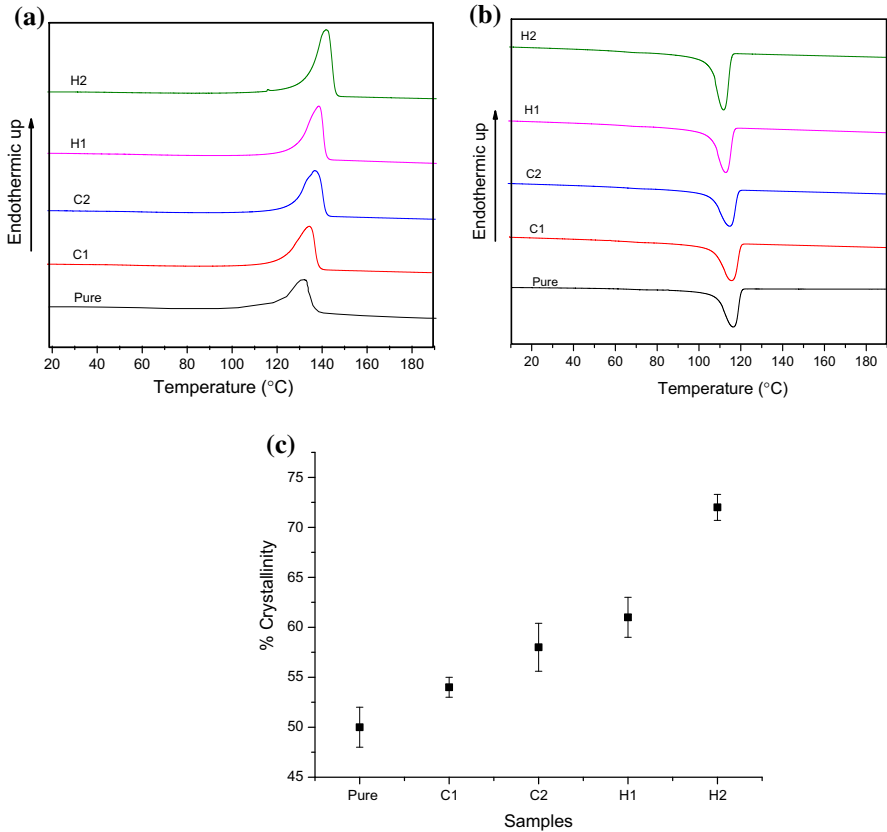 (a)
Endothermic up
H2
H1
C2
C1
Pure
20 40 60 80 100 120 140 160 180
Temperature (°C)
(b)
Endothermic up
H2
H1
C2
C1
Pure
20 40 60 80 100 120 140 160 180
Temperature (°C)
(c)
% Crystallinity
75
70
65
60
55
50
45
Pure C1 C2 H1 H2
Samples